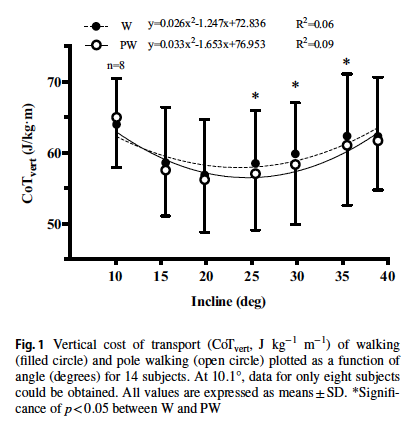 W y=0.026x²-1.247x+72.836 R²=0.06
PW y=0.033x²-1.653x+76.953 R²=0.09
n=8
* * *
70
60
50
CoTvert (J/kg·m)
10 15 20 25 30 35 40
Incline (deg)
Fig. 1 Vertical cost of transport (CoTvert, J kg⁻¹ m⁻¹) of walking
(filled circle) and pole walking (open circle) plotted as a function of
angle (degrees) for 14 subjects. At 10.1°, data for only eight subjects
could be obtained. All values are expressed as means ± SD. *Signifi-
cance of p < 0.05 between W and PW